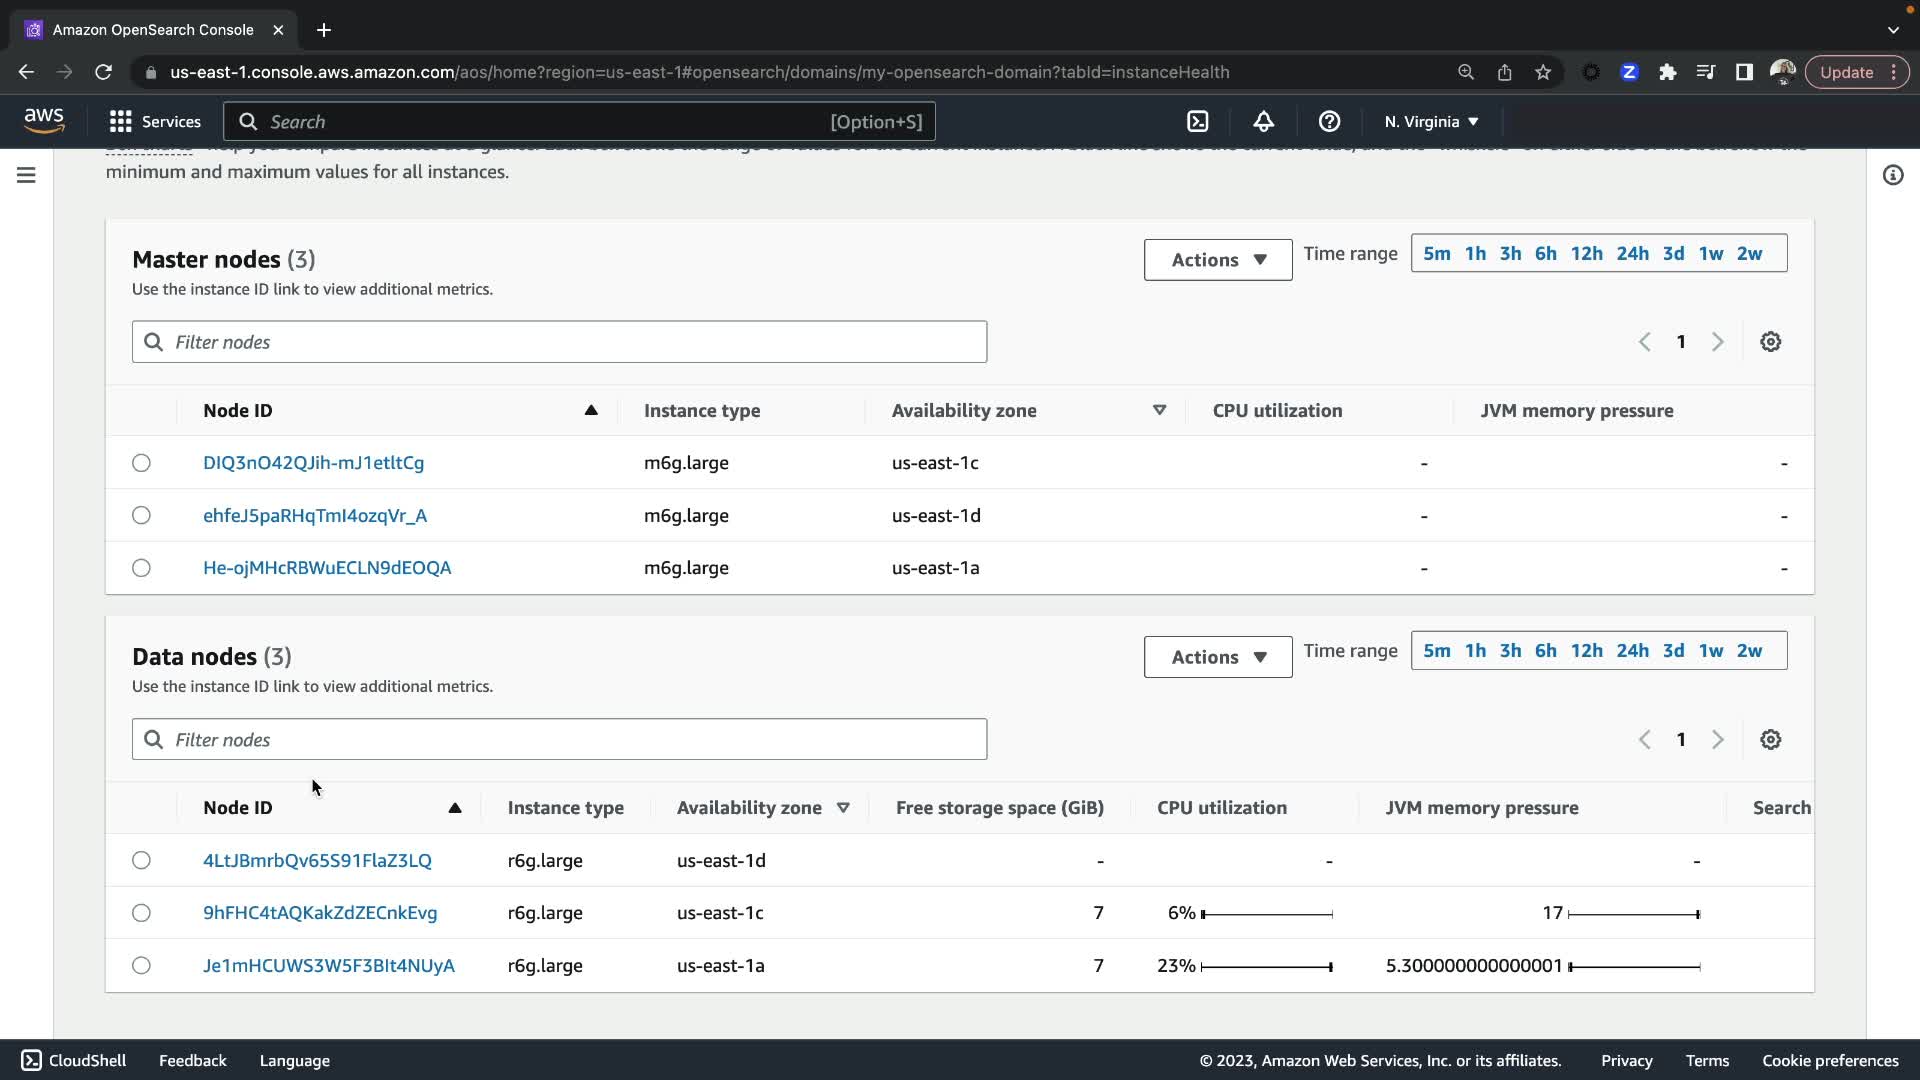 Amazon OpenSearch Console
us-east-1.console.aws.amazon.com/aos/home?region=us-east-1#opensearch/domains/my-opensearch-domain?tabId=instanceHealth
Update
aws
Services
Search
[Option+S]
N. Virginia
minimum and maximum values for all instances.
Master nodes (3)
Use the instance ID link to view additional metrics.
Actions
Time range
5m 1h 3h 6h 12h 24h 3d 1w 2w
Filter nodes
1
Node ID Instance type Availability zone CPU utilization JVM memory pressure
DIQ3nO42QJih-mJ1etltCg m6g.large us-east-1c - -
ehfeJ5paRHqTmI4ozqVr_A m6g.large us-east-1d - -
He-ojMHcRBWuECLN9dEOQA m6g.large us-east-1a - -
Data nodes (3)
Use the instance ID link to view additional metrics.
Actions
Time range
5m 1h 3h 6h 12h 24h 3d 1w 2w
Filter nodes
1
Node ID Instance type Availability zone Free storage space (GiB) CPU utilization JVM memory pressure Search
4LtJBmrbQv65S91FlaZ3LQ r6g.large us-east-1d - - -
9hFHC4tAQKakZdZECnkEvg r6g.large us-east-1c 7 6% 17
Je1mHCUWS3W5F3BIt4NUyA r6g.large us-east-1a 7 23% 5.300000000000001
CloudShell Feedback Language © 2023, Amazon Web Services, Inc. or its affiliates. Privacy Terms Cookie preferences